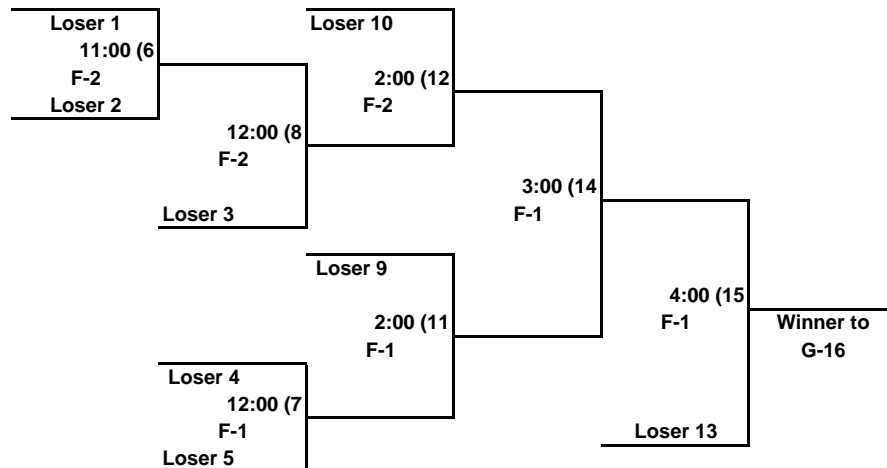 Loser 1
Loser 10
11:00 (6
F-2
2:00 (12
F-2
Loser 2
12:00 (8
F-2
3:00 (14
F-1
Loser 3
Loser 9
4:00 (15
F-1
2:00 (11
F-1
Winner to
G-16
Loser 4
12:00 (7
F-1
Loser 13
Loser 5